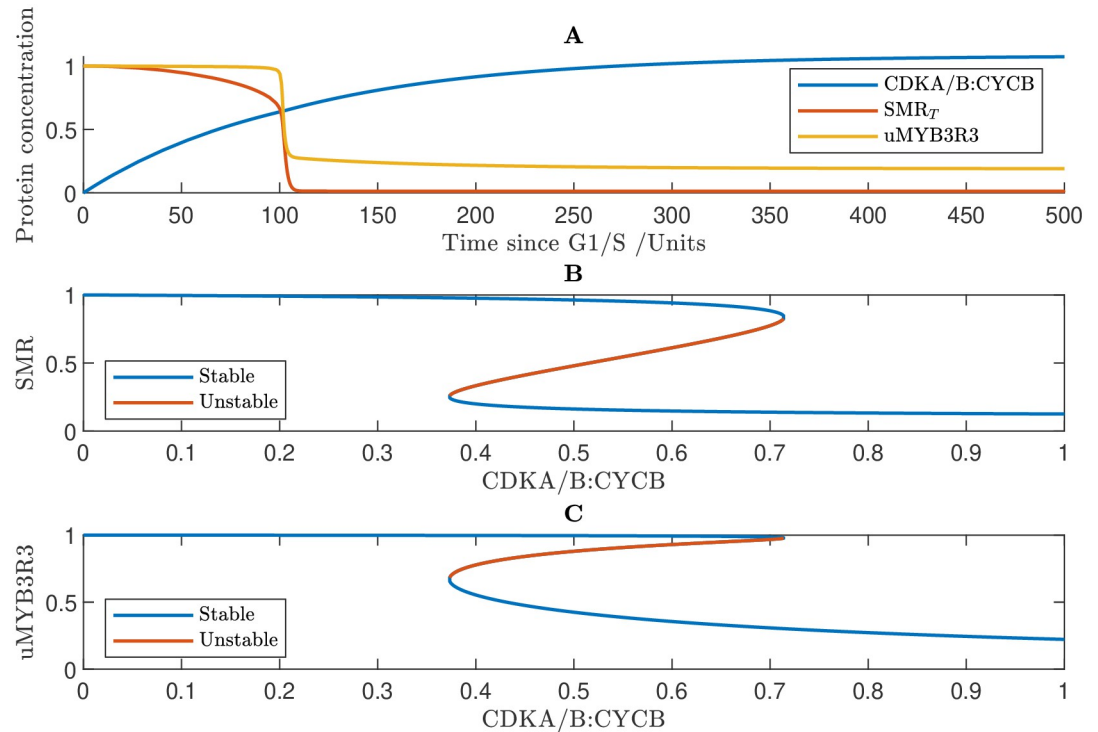 A
Protein concentration
1
0.5
0
0 50 100 150 200 250 300 350 400 450 500
Time since G1/S /Units
CDKA/B:CYCB
SMR_T
uMYB3R3
B
SMR
1
0.5
0
Stable
Unstable
0 0.1 0.2 0.3 0.4 0.5 0.6 0.7 0.8 0.9 1
CDKA/B:CYCB
C
uMYB3R3
1
0.5
0
Stable
Unstable
0 0.1 0.2 0.3 0.4 0.5 0.6 0.7 0.8 0.9 1
CDKA/B:CYCB